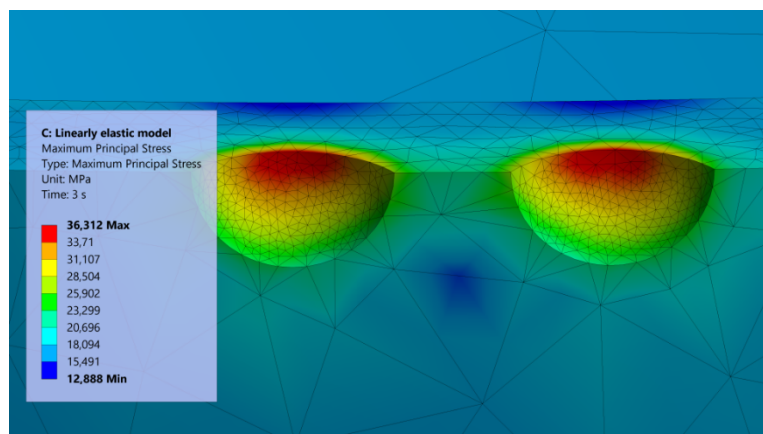 C: Linearly elastic model
Maximum Principal Stress
Type: Maximum Principal Stress
Unit: MPa
Time: 3 s
36,312 Max
33,71
31,107
28,504
25,902
23,299
20,696
18,094
15,491
12,888 Min